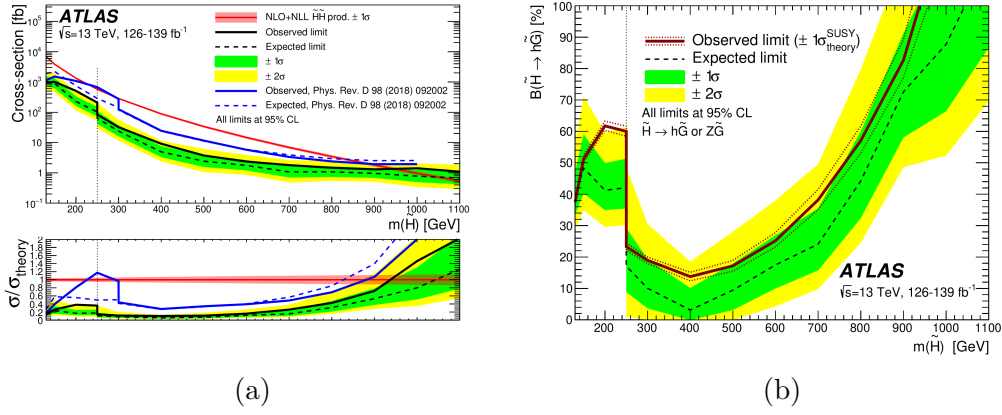 Cross-section [fb]
10⁵
10⁴
10³
10²
10
1
10⁻¹
ATLAS
√s=13 TeV, 126-139 fb⁻¹
NLO+NLL H̃H̃ prod. ± 1σ
Observed limit
Expected limit
± 1σ
± 2σ
Observed, Phys. Rev. D 98 (2018) 092002
Expected, Phys. Rev. D 98 (2018) 092002
All limits at 95% CL
200 300 400 500 600 700 800 900 1000 1100
m(H̃) [GeV]
σ/σtheory
2
1.6
1.2
1.0
0.8
0.6
0.4
0.2
0
(a)
B(H̃ → hG̃) [%]
100
90
80
70
60
50
40
30
20
10
0
Observed limit (± 1σ^SUSY_theory)
Expected limit
± 1σ
± 2σ
All limits at 95% CL
H̃ → hG̃ or ZG̃
ATLAS
√s=13 TeV, 126-139 fb⁻¹
200 300 400 500 600 700 800 900 1000 1100
m(H̃) [GeV]
(b)